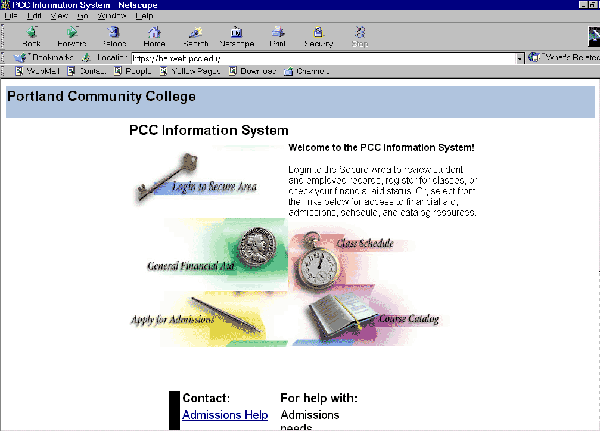 PCC Information System - Netscape
File Edit View Go Window Help
Back Forward Reload Home Search Netscape Print Security Stop
Bookmarks Location: https://banweb.pcc.edu/ What's Related
WebMail Contact People Yellow Pages Download Channels
Portland Community College
PCC Information System
Welcome to the PCC Information System!
Login to Secure Area
Login to the Secure Area to review student
and employee records, register for classes, or
check your financial aid status. Or, select from
the links below for access to financial aid,
admissions, schedule, and catalog resources.
Class Schedule
General Financial Aid
Apply for Admissions
Course Catalog
Contact: For help with:
Admissions Help Admissions
needs